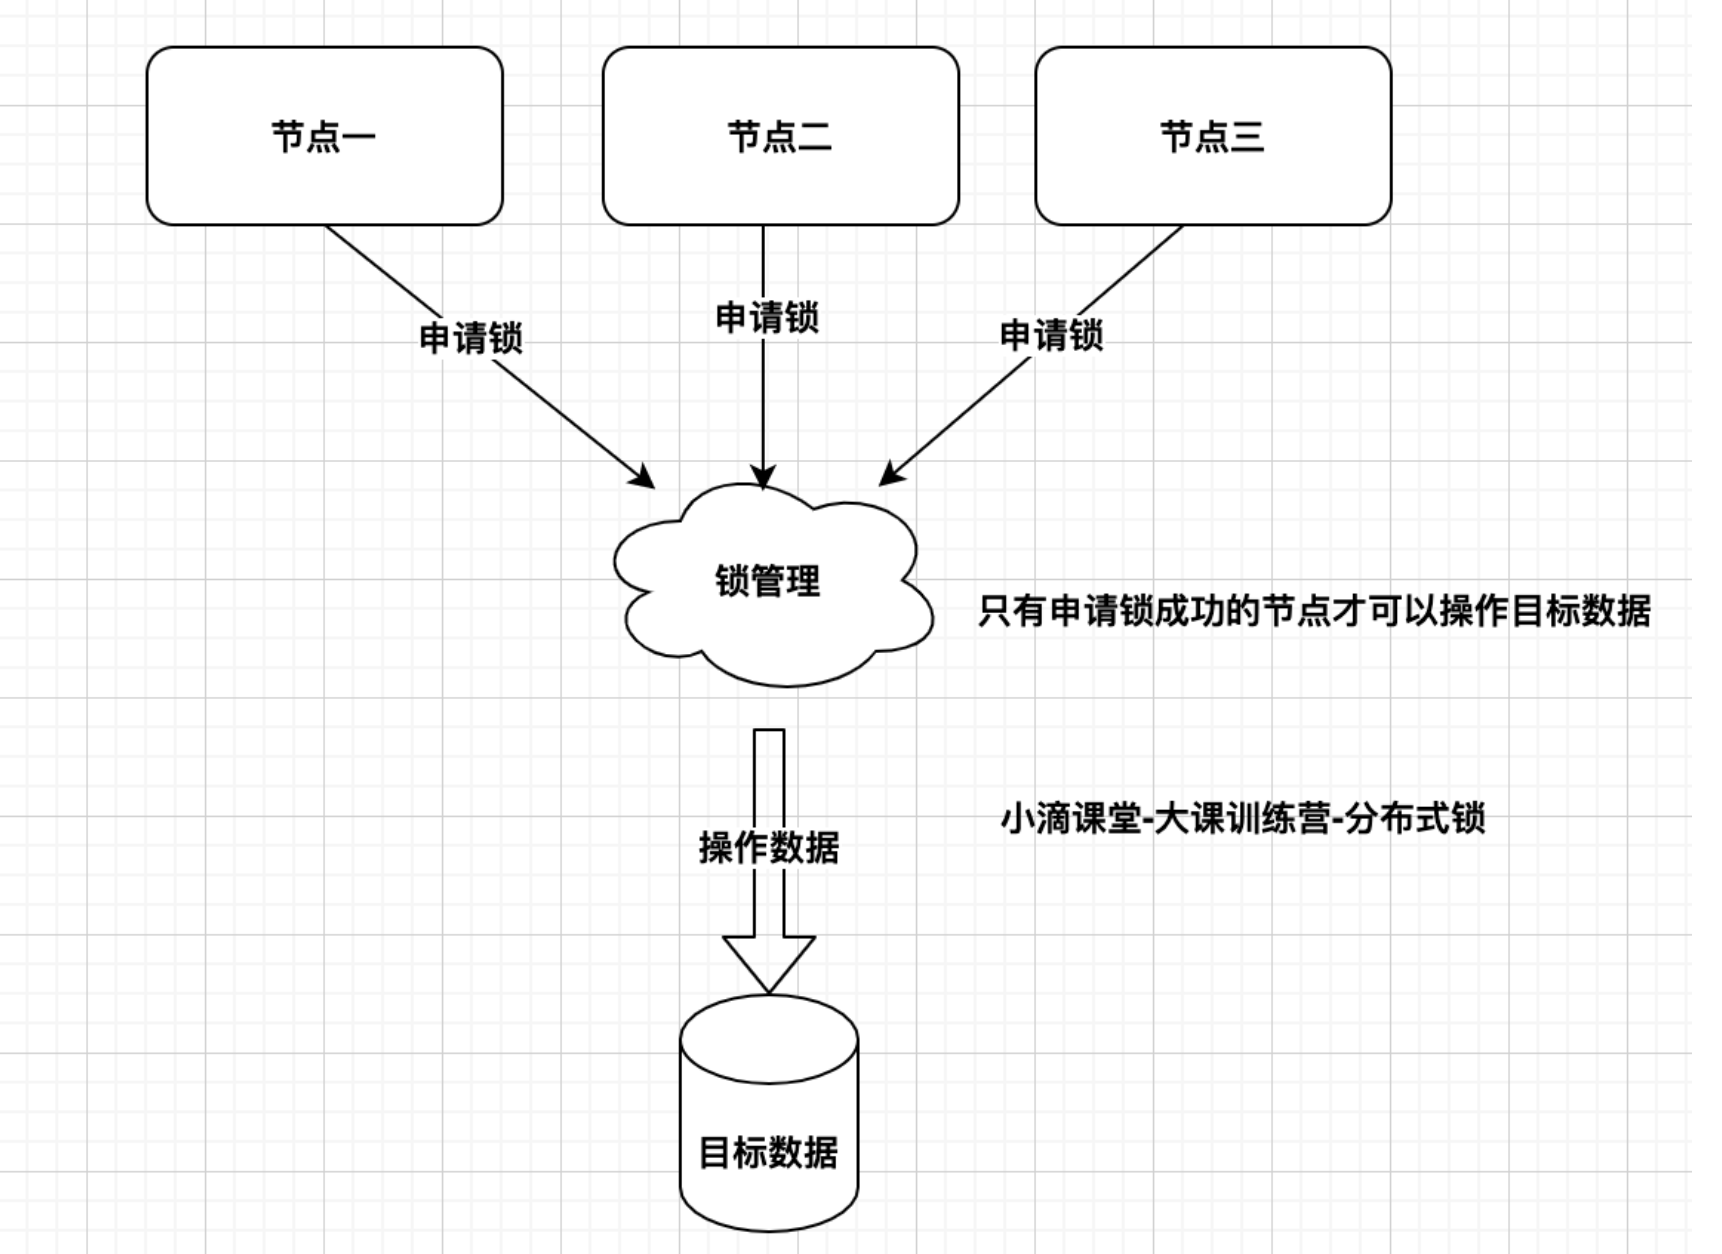 节点一
节点二
节点三
申请锁
申请锁
申请锁
锁管理
只有申请锁成功的节点才可以操作目标数据
小滴课堂-大课训练营-分布式锁
操作数据
目标数据